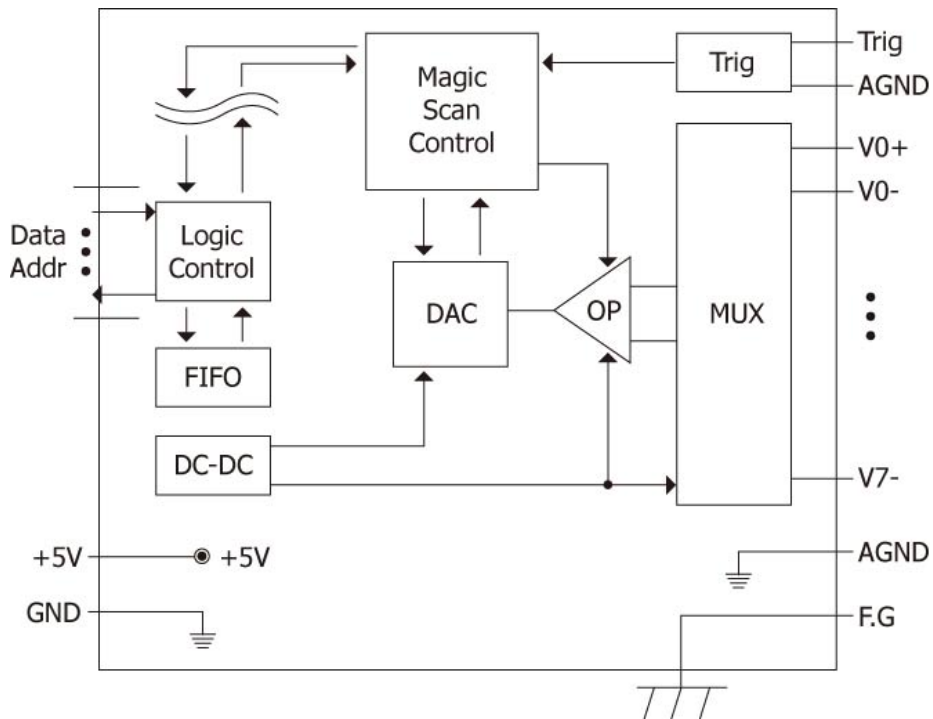 Magic
Scan
Control
Trig
Trig
AGND
V0+
V0-
Data
Addr
Logic
Control
DAC
OP
MUX
FIFO
DC-DC
V7-
+5V
+5V
AGND
GND
F.G